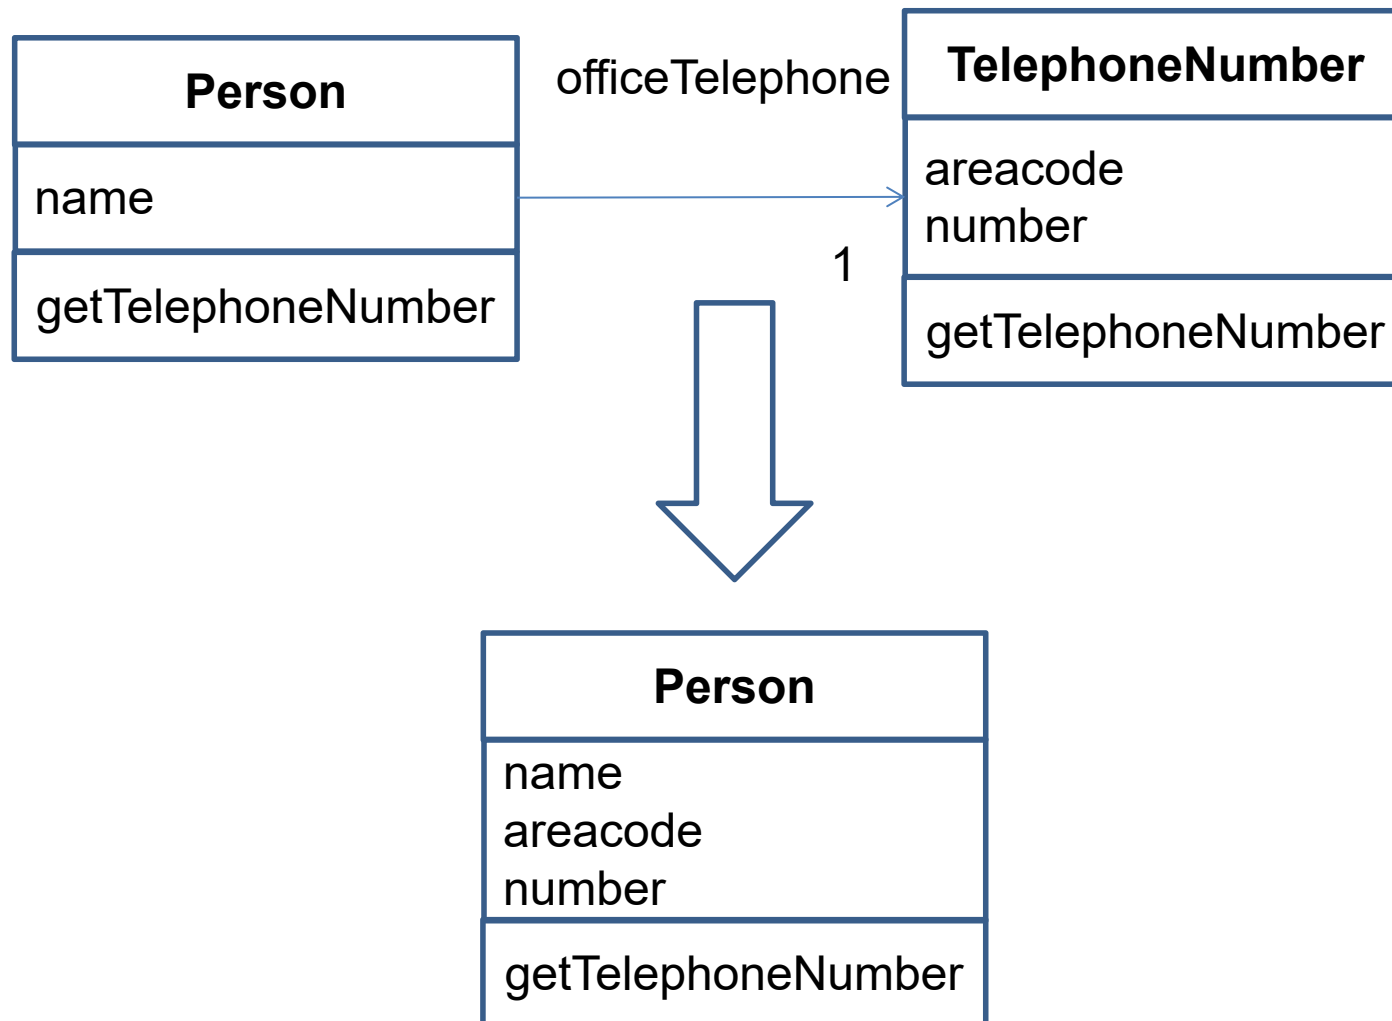 Person
name
getTelephoneNumber
officeTelephone
1
TelephoneNumber
areacode
number
getTelephoneNumber
Person
name
areacode
number
getTelephoneNumber